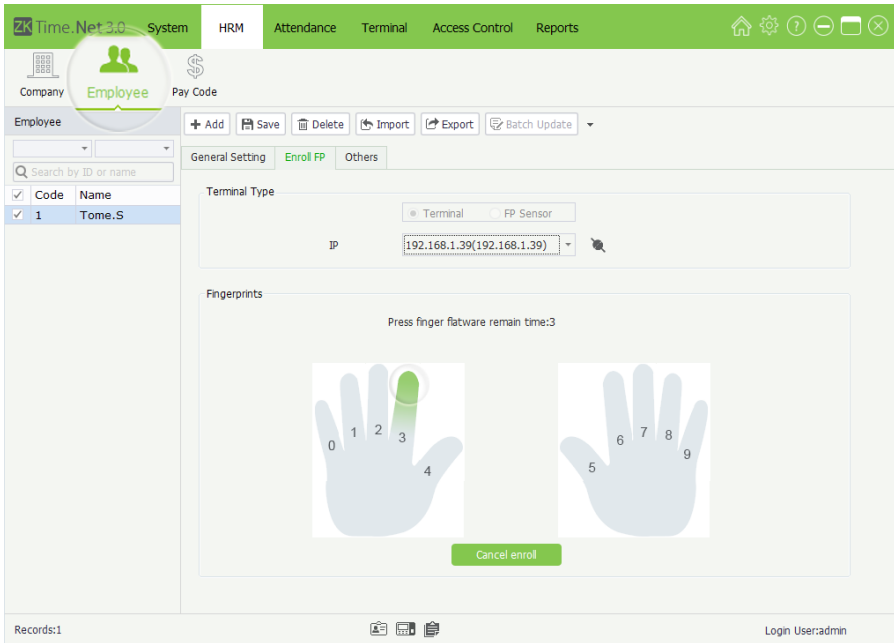 ZK Time.Net 3.0 System HRM Attendance Terminal Access Control Reports
Company Employee Pay Code
Employee
Add Save Delete Import Export Batch Update
General Setting Enroll FP Others
Search by ID or name
Code Name
1 Tome.S
Terminal Type
Terminal FP Sensor
IP 192.168.1.39(192.168.1.39)
Fingerprints
Press finger flatware remain time:3
0 1 2 3 4 5 6 7 8 9
Cancel enroll
Records:1 Login User:admin